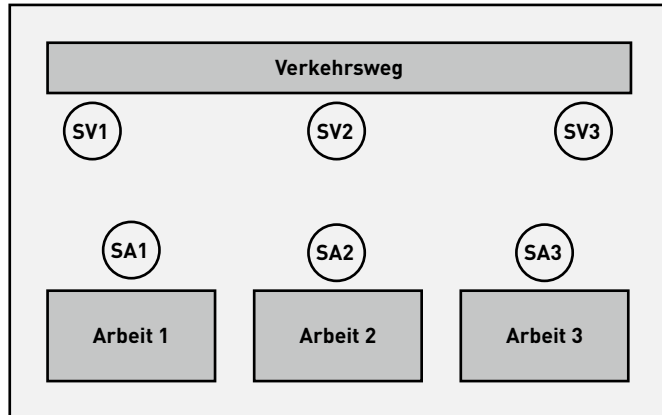 Verkehrsweg
SV1 SV2 SV3
SA1 SA2 SA3
Arbeit 1 Arbeit 2 Arbeit 3